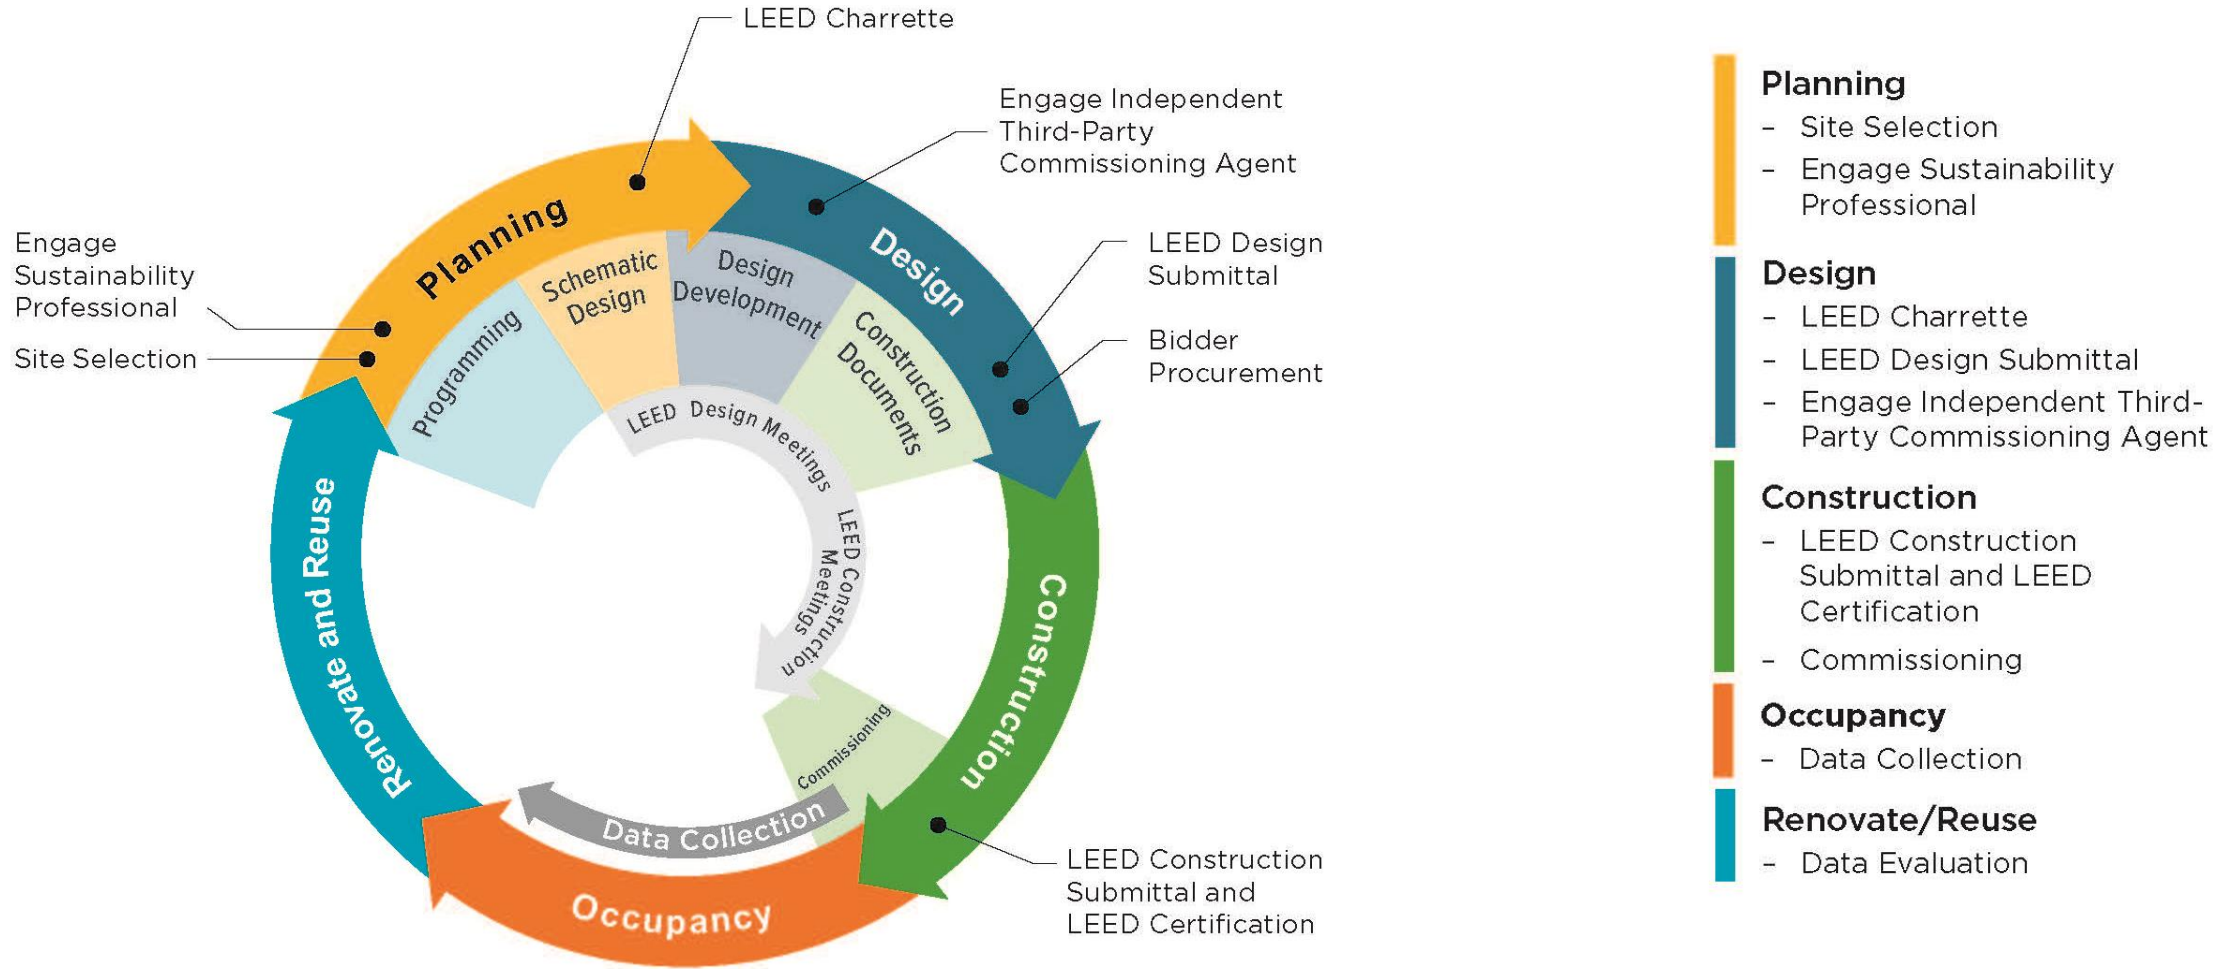 LEED Charrette
Engage Independent
Third-Party
Commissioning Agent
LEED Design
Submittal
Bidder
Procurement
Engage
Sustainability
Professional
Site Selection
Planning
Design
Construction
Occupancy
Renovate and Reuse
Programming
Schematic
Design
Design
Development
Construction
Documents
LEED Design Meetings
LEED Construction
Meetings
Commissioning
Data Collection
LEED Construction
Submittal and
LEED Certification
Planning
– Site Selection
– Engage Sustainability
Professional
Design
– LEED Charrette
– LEED Design Submittal
– Engage Independent Third-
Party Commissioning Agent
Construction
– LEED Construction
Submittal and LEED
Certification
– Commissioning
Occupancy
– Data Collection
Renovate/Reuse
– Data Evaluation